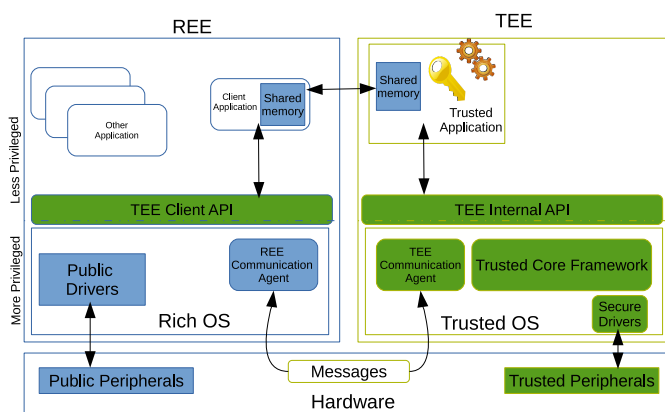 REE
TEE
Less Privileged
More Privileged
Other
Application
Client
Application
Shared
memory
Shared
memory
Trusted
Application
TEE Client API
TEE Internal API
Public
Drivers
REE
Communication
Agent
Rich OS
TEE
Communication
Agent
Trusted Core Framework
Secure
Drivers
Trusted OS
Public Peripherals
Messages
Trusted Peripherals
Hardware